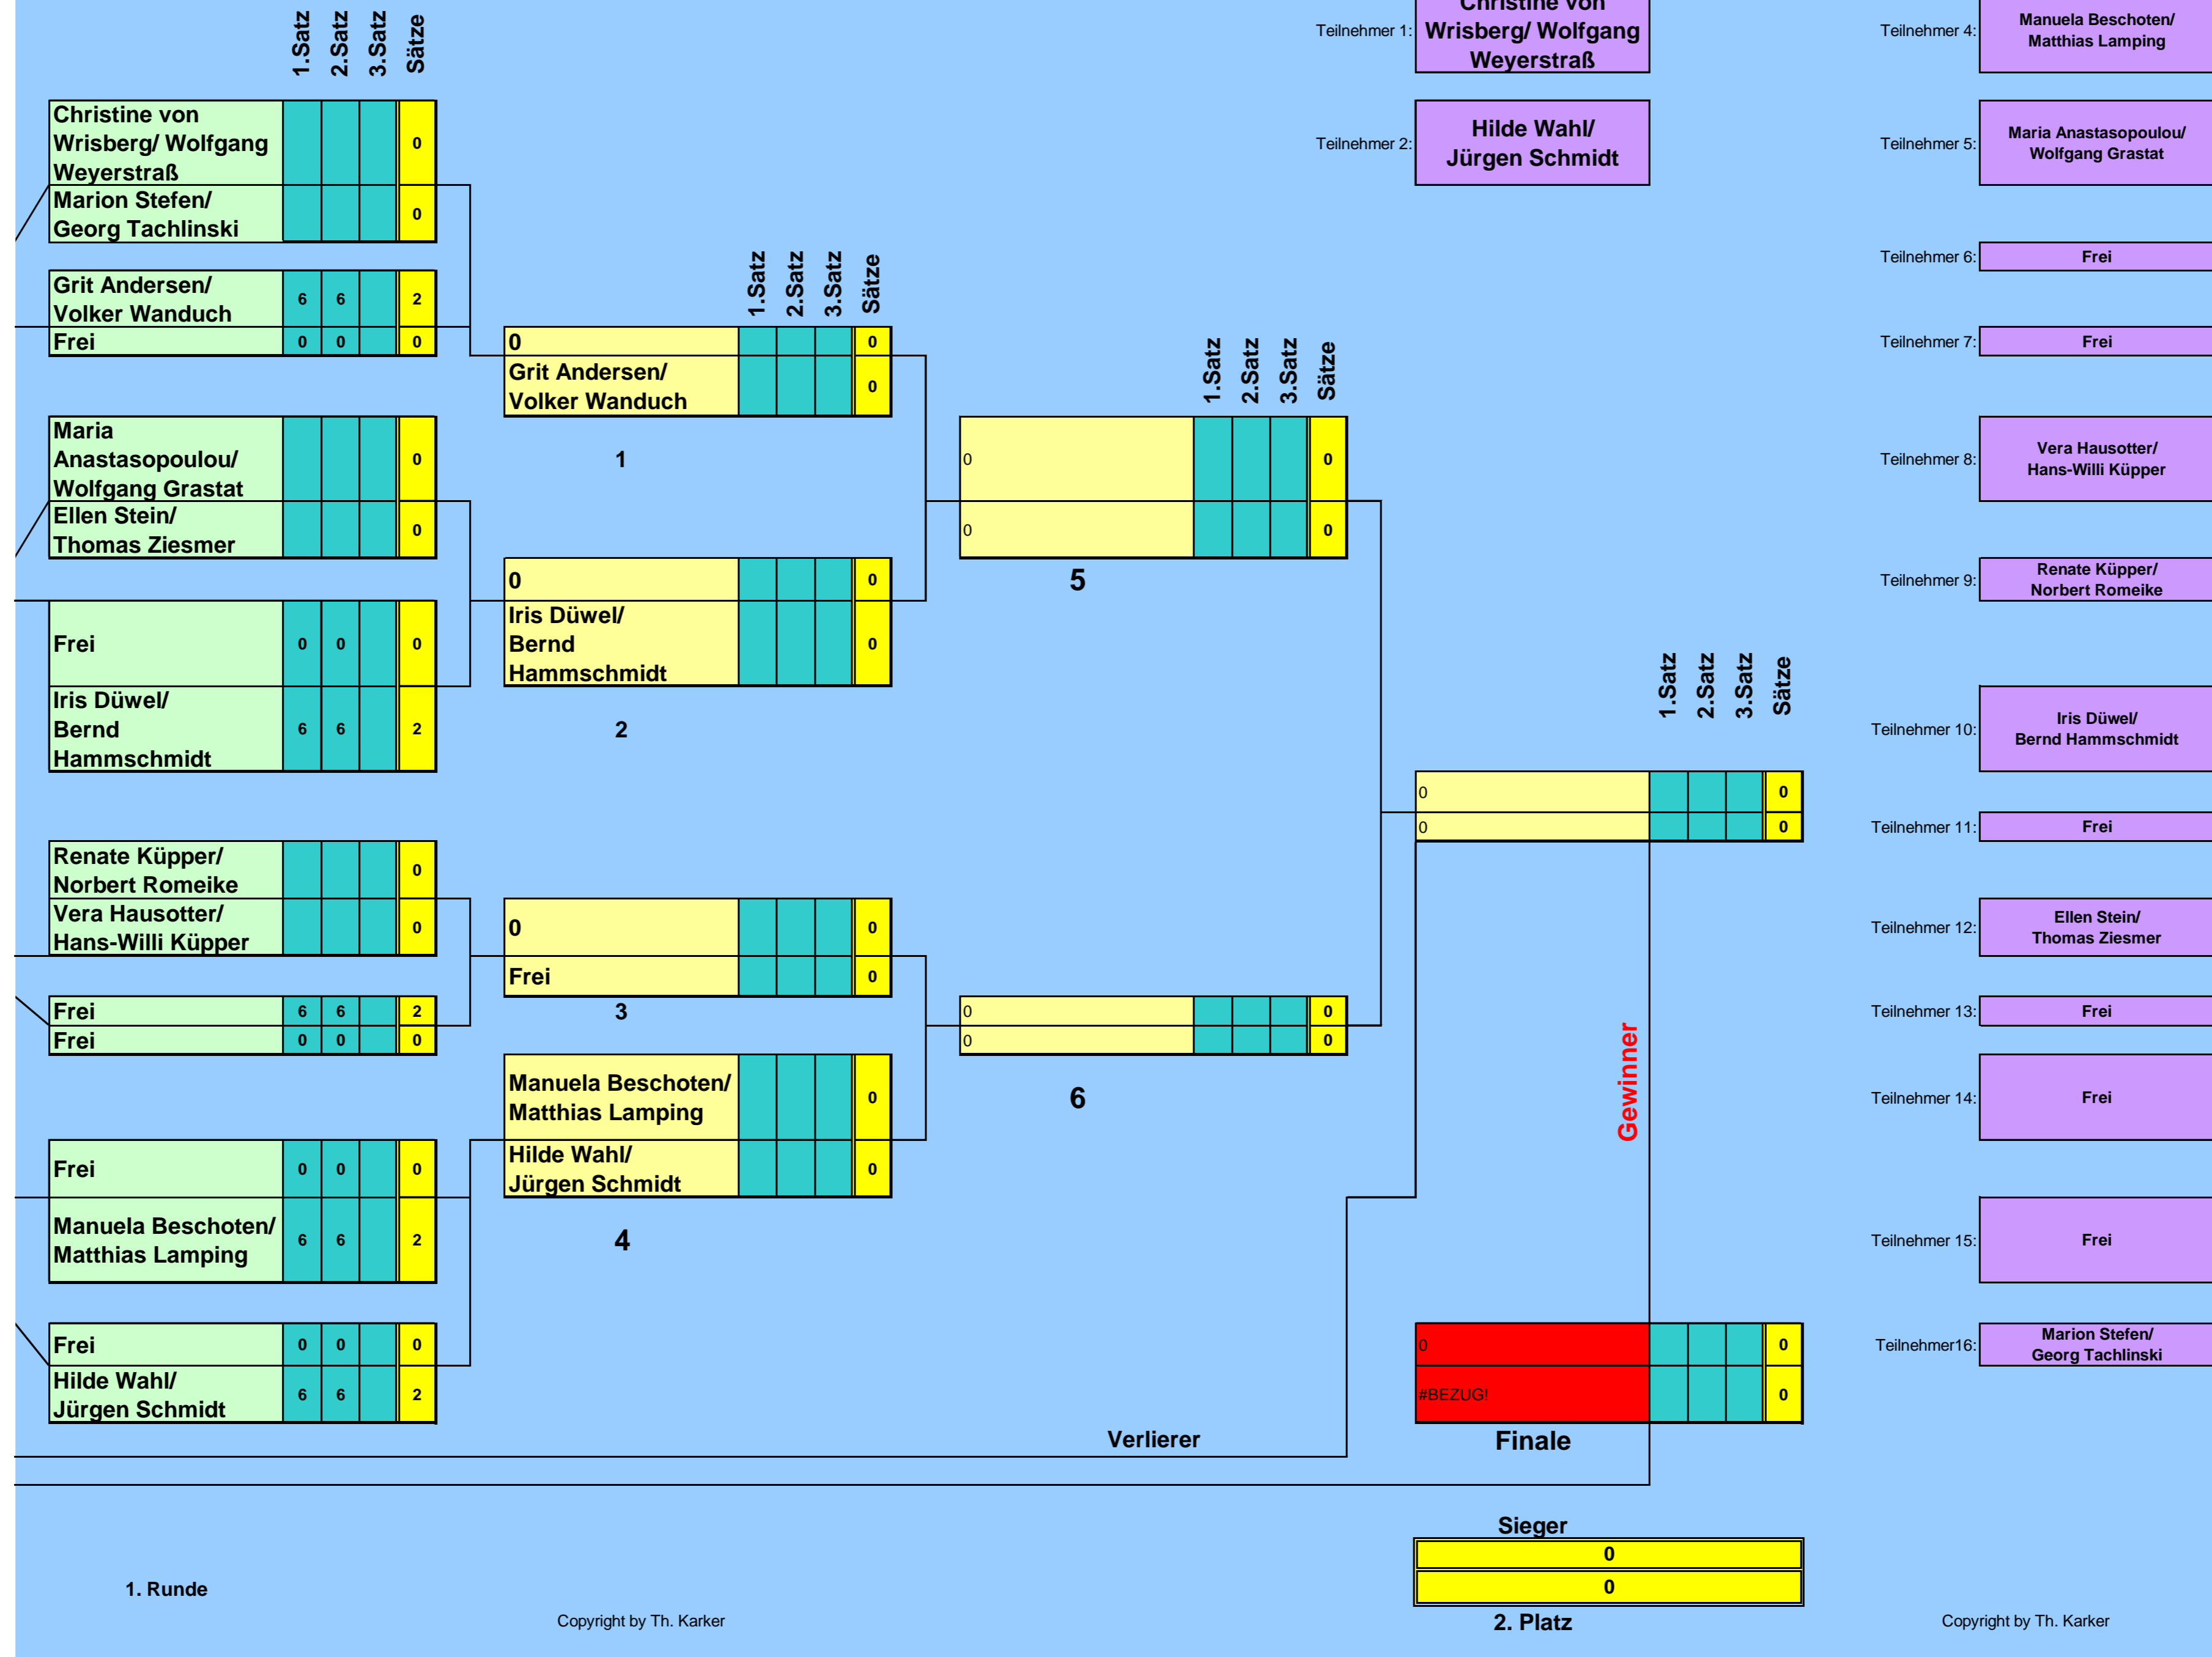 1.Satz 2.Satz 3.Satz Sätze
Christine von
Wrisberg/ Wolfgang
Weyerstraß
0
Marion Stefen/
Georg Tachlinski
0
Grit Andersen/
Volker Wanduch
6 6 2
Frei 0 0 0
Maria
Anastasopoulou/
Wolfgang Grastat
0
Ellen Stein/
Thomas Ziesmer
0
Frei 0 0 0
Iris Düwel/
Bernd
Hammschmidt
6 6 2
Renate Küpper/
Norbert Romeike
0
Vera Hausotter/
Hans-Willi Küpper
0
Frei 6 6 2
Frei 0 0 0
Frei 0 0 0
Manuela Beschoten/
Matthias Lamping
6 6 2
Frei 0 0 0
Hilde Wahl/
Jürgen Schmidt
6 6 2
1. Runde
1.Satz 2.Satz 3.Satz Sätze
0 0
Grit Andersen/
Volker Wanduch
0
1
0 0
Iris Düwel/
Bernd
Hammschmidt
0
2
0 0
Frei 0
3
Manuela Beschoten/
Matthias Lamping
0
Hilde Wahl/
Jürgen Schmidt
0
4
Copyright by Th. Karker
1.Satz 2.Satz 3.Satz Sätze
0 0
0 0
5
0 0
0 0
6
Verlierer
Teilnehmer 1:
Christine von
Wrisberg/ Wolfgang
Weyerstraß
Teilnehmer 2:
Hilde Wahl/
Jürgen Schmidt
1.Satz 2.Satz 3.Satz Sätze
0 0
0 0
Gewinner
0 0
#BEZUG! 0
Finale
Sieger
0
0
2. Platz
Teilnehmer 4:
Manuela Beschoten/
Matthias Lamping
Teilnehmer 5:
Maria Anastasopoulou/
Wolfgang Grastat
Teilnehmer 6: Frei
Teilnehmer 7: Frei
Teilnehmer 8:
Vera Hausotter/
Hans-Willi Küpper
Teilnehmer 9:
Renate Küpper/
Norbert Romeike
Teilnehmer 10:
Iris Düwel/
Bernd Hammschmidt
Teilnehmer 11: Frei
Teilnehmer 12:
Ellen Stein/
Thomas Ziesmer
Teilnehmer 13: Frei
Teilnehmer 14: Frei
Teilnehmer 15: Frei
Teilnehmer16:
Marion Stefen/
Georg Tachlinski
Copyright by Th. Karker